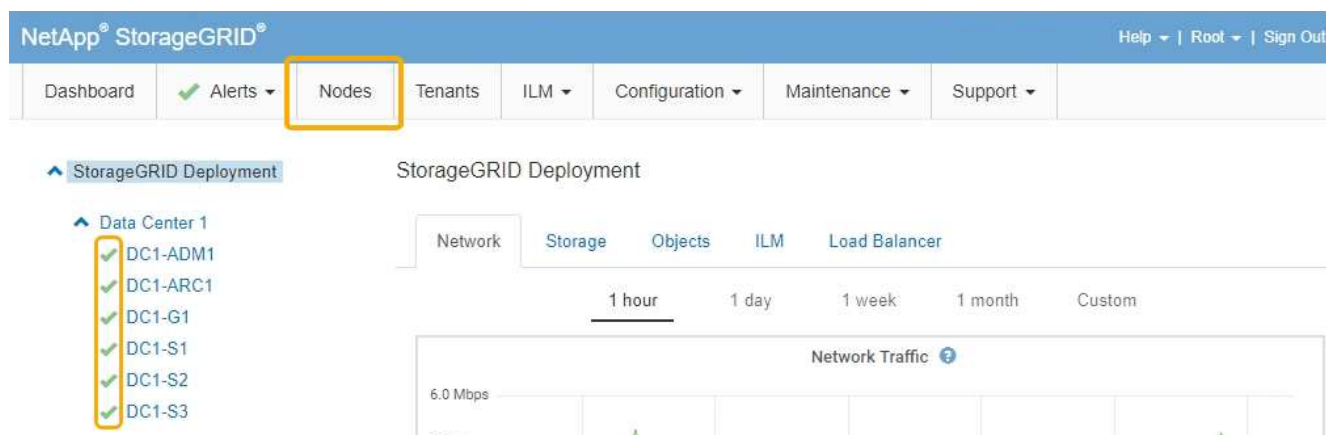 NetApp® StorageGRID®
Help | Root | Sign Out
Dashboard Alerts Nodes Tenants ILM Configuration Maintenance Support
StorageGRID Deployment
StorageGRID Deployment
Data Center 1
DC1-ADM1
DC1-ARC1
DC1-G1
DC1-S1
DC1-S2
DC1-S3
Network Storage Objects ILM Load Balancer
1 hour 1 day 1 week 1 month Custom
Network Traffic
6.0 Mbps